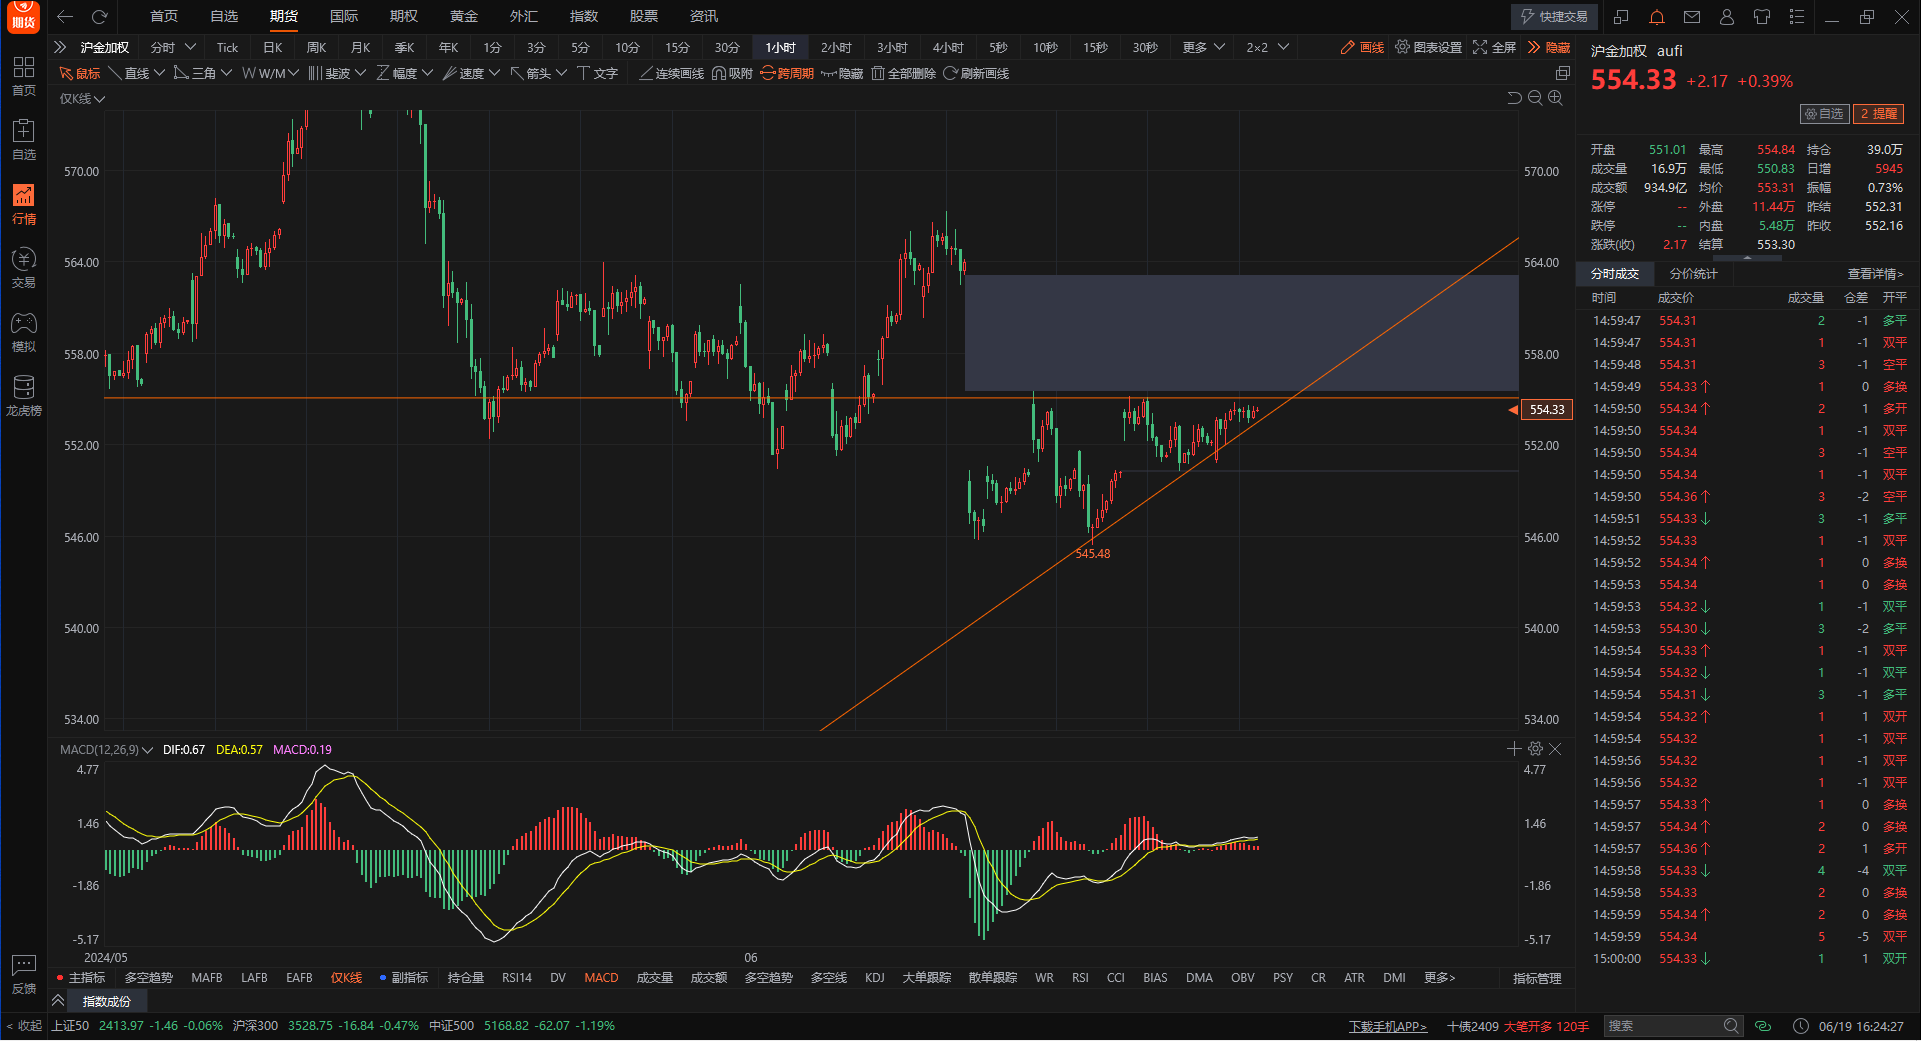 期货 首页 自选 期货 国际 期权 黄金 外汇 指数 股票 资讯 快捷交易
沪金加权 分时 Tick 日K 周K 月K 季K 年K 1分 3分 5分 10分 15分 30分 1小时 2小时 3小时 4小时 5秒 10秒 15秒 30秒 更多 2×2 画线 图表设置 全屏 隐藏
鼠标 直线 三角 W/M 斐波 幅度 速度 箭头 文字 连续画线 吸附 跨周期 隐藏 全部删除 刷新画线
仅K线
首页
自选
行情
交易
模拟
龙虎榜
反馈
< 收起
570.00 570.00
564.00 564.00
558.00 558.00
554.33
552.00 552.00
546.00 546.00
545.48
540.00 540.00
534.00 534.00
MACD(12,26,9) DIF:0.67 DEA:0.57 MACD:0.19
4.77 4.77
1.46 1.46
-1.86 -1.86
-5.17 -5.17
2024/05 06
主指标 多空趋势 MAFB LAFB EAFB 仅K线 副指标 持仓量 RSI14 DV MACD 成交量 成交额 多空趋势 多空线 KDJ 大单跟踪 散单跟踪 WR RSI CCI BIAS DMA OBV PSY CR ATR DMI 更多> 指标管理
指数成份
沪金加权 aufi
554.33 +2.17 +0.39%
自选 2 提醒
开盘 551.01 最高 554.84 持仓 39.0万
成交量 16.9万 最低 550.83 日增 5945
成交额 934.9亿 均价 553.31 振幅 0.73%
涨停 -- 外盘 11.44万 昨结 552.31
跌停 -- 内盘 5.48万 昨收 552.16
涨跌(收) 2.17 结算 553.30
分时成交 分价统计 查看详情>
时间 成交价 成交量 仓差 开平
14:59:47 554.31 2 -1 多平
14:59:47 554.31 1 -1 双平
14:59:48 554.31 3 -1 空平
14:59:49 554.33↑ 1 0 多换
14:59:50 554.34↑ 2 1 多开
14:59:50 554.34 1 -1 双平
14:59:50 554.34 3 -1 空平
14:59:50 554.34 1 -1 双平
14:59:50 554.36↑ 3 -2 空平
14:59:51 554.33↓ 3 -1 多平
14:59:52 554.33 1 -1 双平
14:59:52 554.34↑ 1 0 多换
14:59:53 554.34 1 0 多换
14:59:53 554.32↓ 1 -1 双平
14:59:53 554.30↓ 3 -2 多平
14:59:54 554.33↑ 1 -1 双平
14:59:54 554.32↓ 1 -1 双平
14:59:54 554.31↓ 3 -1 多平
14:59:54 554.32↑ 1 1 双开
14:59:54 554.32 1 -1 双平
14:59:56 554.32 1 -1 双平
14:59:56 554.32 1 -1 双平
14:59:57 554.33↑ 1 0 多换
14:59:57 554.34↑ 2 0 多换
14:59:57 554.36↑ 2 1 多开
14:59:58 554.33↓ 4 -4 双平
14:59:58 554.33 2 0 多换
14:59:59 554.34↑ 2 0 多换
14:59:59 554.34 5 -5 双平
15:00:00 554.33↓ 1 1 双开
上证50 2413.97 -1.46 -0.06% 沪深300 3528.75 -16.84 -0.47% 中证500 5168.82 -62.07 -1.19% 下载手机APP> 十债2409 大笔开多 120手 搜索 06/19 16:24:27